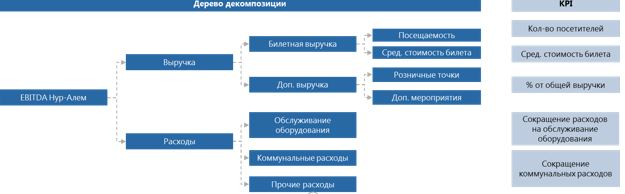 Дерево декомпозиции
KPI
EBITDA Нур-Алем
Выручка
Расходы
Билетная выручка
Доп. выручка
Обслуживание
оборудования
Коммунальные расходы
Прочие расходы
Посещаемость
Сред. стоимость билета
Розничные точки
Доп. мероприятия
Кол-во посетителей
Сред. стоимость билета
% от общей выручки
Сокращение расходов
на обслуживание
оборудования
Сокращение
коммунальных расходов